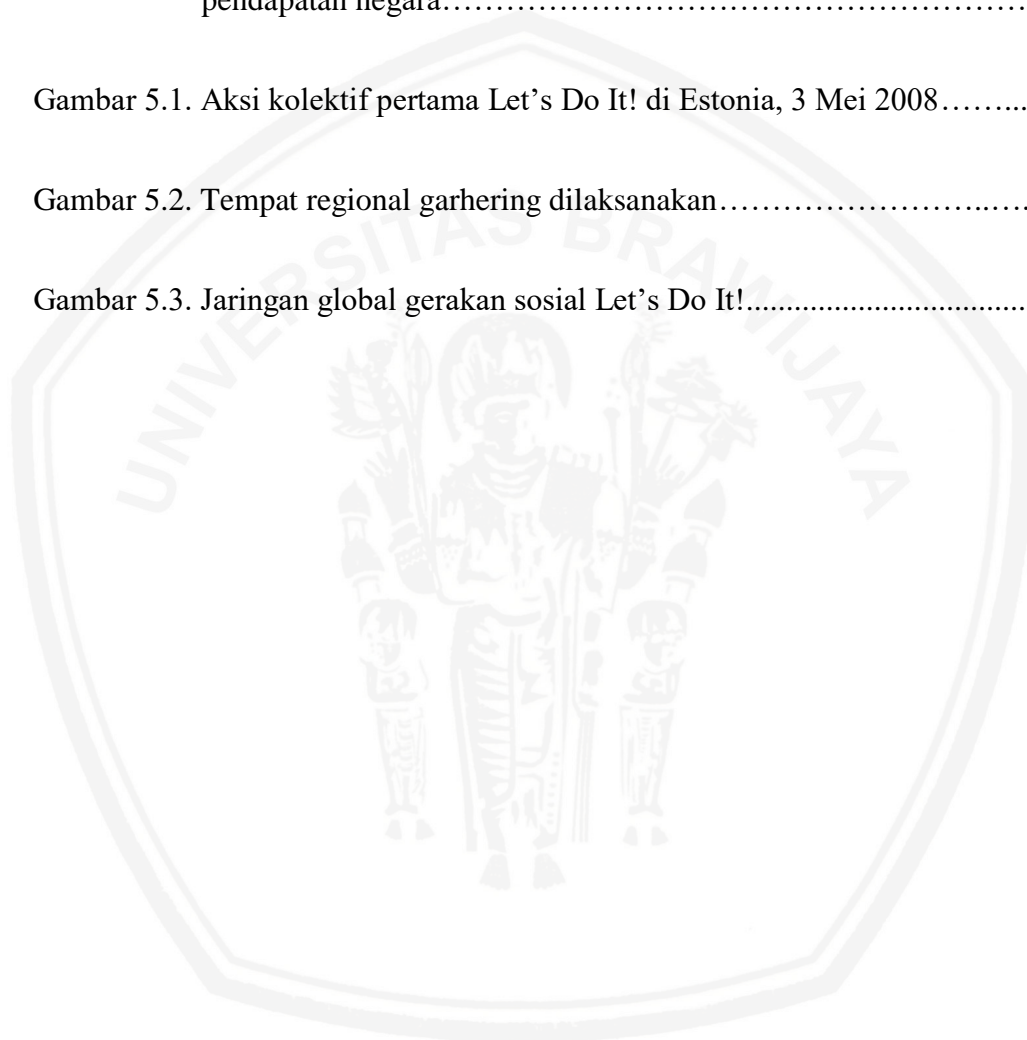 pendapatan negara……………………………………………………
Gambar 5.1. Aksi kolektif pertama Let’s Do It! di Estonia, 3 Mei 2008……...
Gambar 5.2. Tempat regional garhering dilaksanakan……………………..….
Gambar 5.3. Jaringan global gerakan sosial Let’s Do It!..................................
UNIVERSITAS BRAWIJAYA